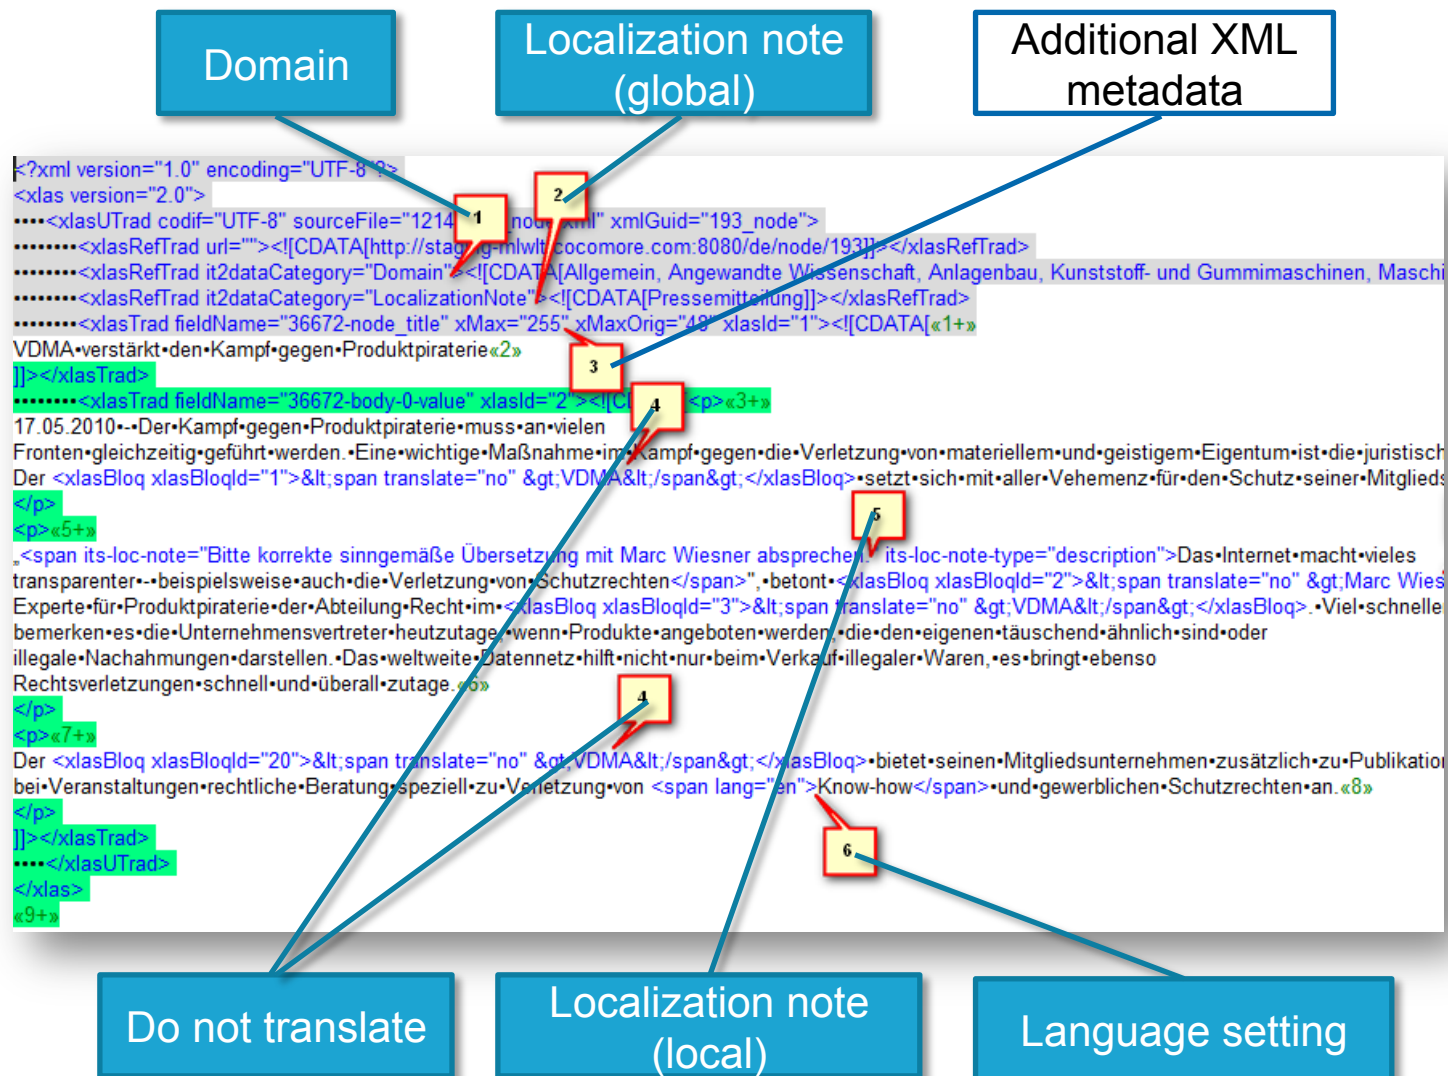 Domain
Localization note
(global)
Additional XML
metadata
<?xml version="1.0" encoding="UTF-8"?>
<xlas version="2.0">
••••<xlasUTrad codif="UTF-8" sourceFile="1214 1 _node.xml" xmlGuid="193_node">
••••••••<xlasRefTrad url=""><![CDATA[http://staging-mlwlt.cocomore.com:8080/de/node/193]]></xlasRefTrad>
••••••••<xlasRefTrad it2dataCategory="Domain"><![CDATA[Allgemein, Angewandte Wissenschaft, Anlagenbau, Kunststoff- und Gummimaschinen, Maschi
••••••••<xlasRefTrad it2dataCategory="LocalizationNote"><![CDATA[Pressemitteilung]]></xlasRefTrad>
••••••••<xlasTrad fieldName="36672-node_title" xMax="255" xMaxOrig="48" xlasId="1"><![CDATA[«1+»
VDMA•verstärkt•den•Kampf•gegen•Produktpiraterie«2»
]]></xlasTrad>
••••••••<xlasTrad fieldName="36672-body-0-value" xlasId="2"><![CD 4 <p>«3+»
17.05.2010•-•Der•Kampf•gegen•Produktpiraterie•muss•an•vielen
Fronten•gleichzeitig•geführt•werden.•Eine•wichtige•Maßnahme•im•Kampf•gegen•die•Verletzung•von•materiellem•und•geistigem•Eigentum•ist•die•juristisch
Der <xlasBloq xlasBloqId="1">&lt;span translate="no" &gt;VDMA&lt;/span&gt;</xlasBloq>•setzt•sich•mit•aller•Vehemenz•für•den•Schutz•seiner•Mitglieds
</p>
<p>«5+»
„<span its-loc-note="Bitte korrekte sinngemäße Übersetzung mit Marc Wiesner absprechen." its-loc-note-type="description">Das•Internet•macht•vieles
transparenter•-•beispielsweise•auch•die•Verletzung•von•Schutzrechten</span>",•betont•<xlasBloq xlasBloqId="2">&lt;span translate="no" &gt;Marc Wies
Experte•für•Produktpiraterie•der•Abteilung•Recht•im•<xlasBloq xlasBloqId="3">&lt;span translate="no" &gt;VDMA&lt;/span&gt;</xlasBloq>.•Viel•schnelle
bemerken•es•die•Unternehmensvertreter•heutzutage,•wenn•Produkte•angeboten•werden,•die•den•eigenen•täuschend•ähnlich•sind•oder
illegale•Nachahmungen•darstellen.•Das•weltweite•Datennetz•hilft•nicht•nur•beim•Verkauf•illegaler•Waren,•es•bringt•ebenso
Rechtsverletzungen•schnell•und•überall•zutage.«6»
</p>
<p>«7+»
Der <xlasBloq xlasBloqId="20">&lt;span translate="no" &gt;VDMA&lt;/span&gt;</xlasBloq>•bietet•seinen•Mitgliedsunternehmen•zusätzlich•zu•Publikation
bei•Veranstaltungen•rechtliche•Beratung•speziell•zu•Verletzung•von <span lang="en">Know-how</span>•und•gewerblichen•Schutzrechten•an.«8»
</p>
]]></xlasTrad>
••••</xlasUTrad>
</xlas>
«9+»
2
3
5
4
6
Do not translate
Localization note
(local)
Language setting